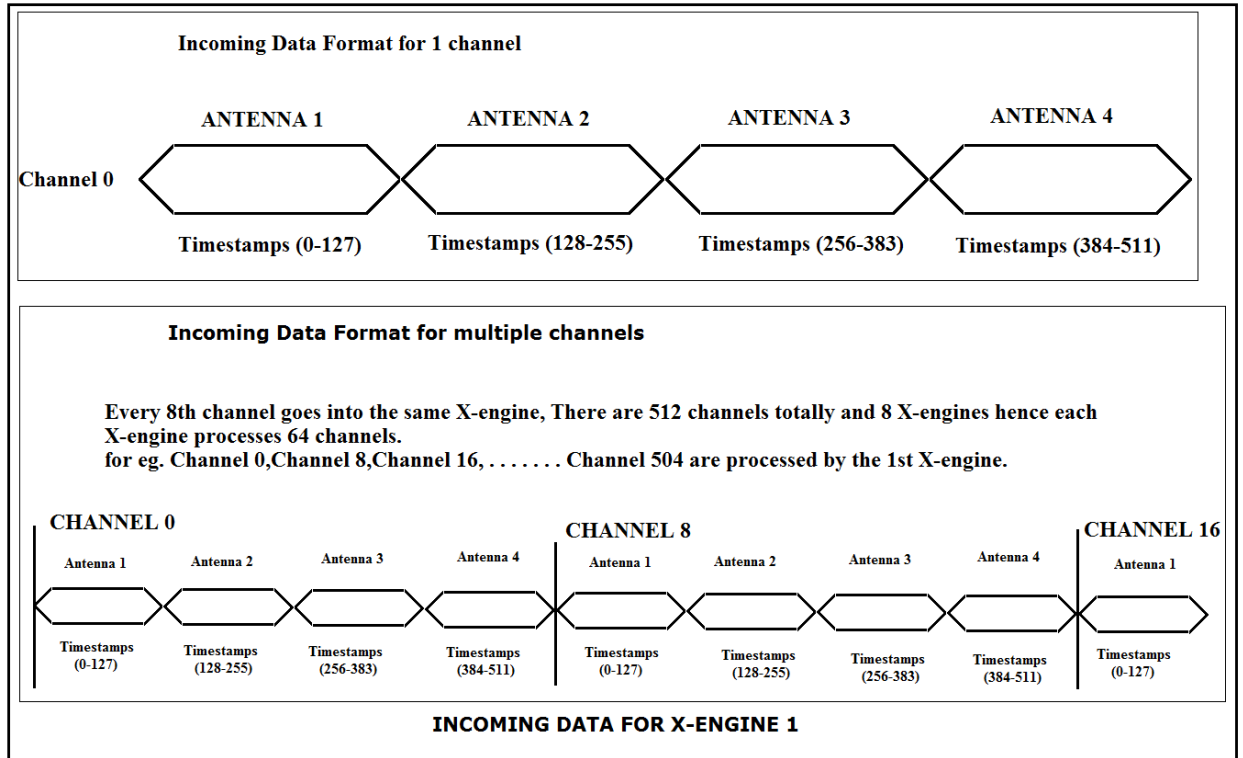 Incoming Data Format for 1 channel
ANTENNA 1 ANTENNA 2 ANTENNA 3 ANTENNA 4
Channel 0
Timestamps (0-127) Timestamps (128-255) Timestamps (256-383) Timestamps (384-511)
Incoming Data Format for multiple channels
Every 8th channel goes into the same X-engine, There are 512 channels totally and 8 X-engines hence each
X-engine processes 64 channels.
for eg. Channel 0,Channel 8,Channel 16, . . . . . . . Channel 504 are processed by the 1st X-engine.
CHANNEL 0 CHANNEL 8 CHANNEL 16
Antenna 1 Antenna 2 Antenna 3 Antenna 4 Antenna 1 Antenna 2 Antenna 3 Antenna 4 Antenna 1
Timestamps Timestamps Timestamps Timestamps Timestamps Timestamps Timestamps Timestamps Timestamps
(0-127) (128-255) (256-383) (384-511) (0-127) (128-255) (256-383) (384-511) (0-127)
INCOMING DATA FOR X-ENGINE 1